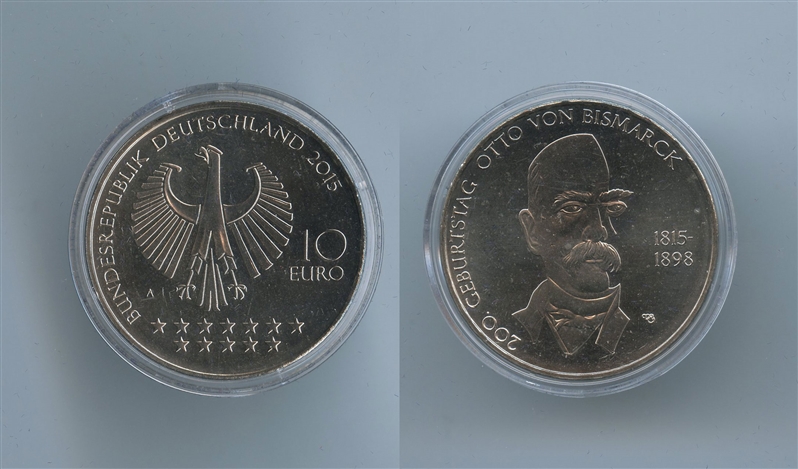 BUNDESREPUBLIK DEUTSCHLAND 2015
10
EURO
A
200. GEBURTSTAG OTTO VON BISMARCK
1815-
1898